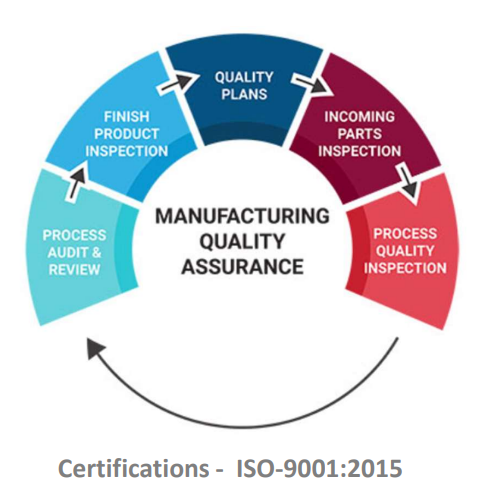 QUALITY
PLANS
FINISH
PRODUCT
INSPECTION
INCOMING
PARTS
INSPECTION
PROCESS
AUDIT &
REVIEW
MANUFACTURING
QUALITY
ASSURANCE
PROCESS
QUALITY
INSPECTION
Certifications - ISO-9001:2015